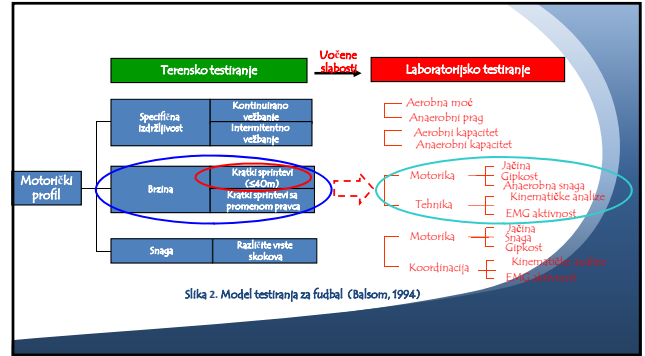 Terensko testiranje
Uočene
slabosti
Laboratorijsko testiranje
Motorički
profil
Specifična
izdržljivost
Kontinuirano
vežbanje
Intermitentno
vežbanje
Brzina
Kratki sprintevi
(≤40m)
Kratki sprintevi sa
promenom pravca
Snaga
Različite vrste
skokova
Aerobna moć
Anaerobni prag
Aerobni kapacitet
Anaerobni kapacitet
Motorika
Jačina
Gipkost
Anaerobna snaga
Tehnika
Kinematičke analize
EMG aktivnost
Motorika
Jačina
Snaga
Gipkost
Koordinacija
Kinematičke analize
EMG aktivnost
Slika 2. Model testiranja za fudbal (Balsom, 1994)